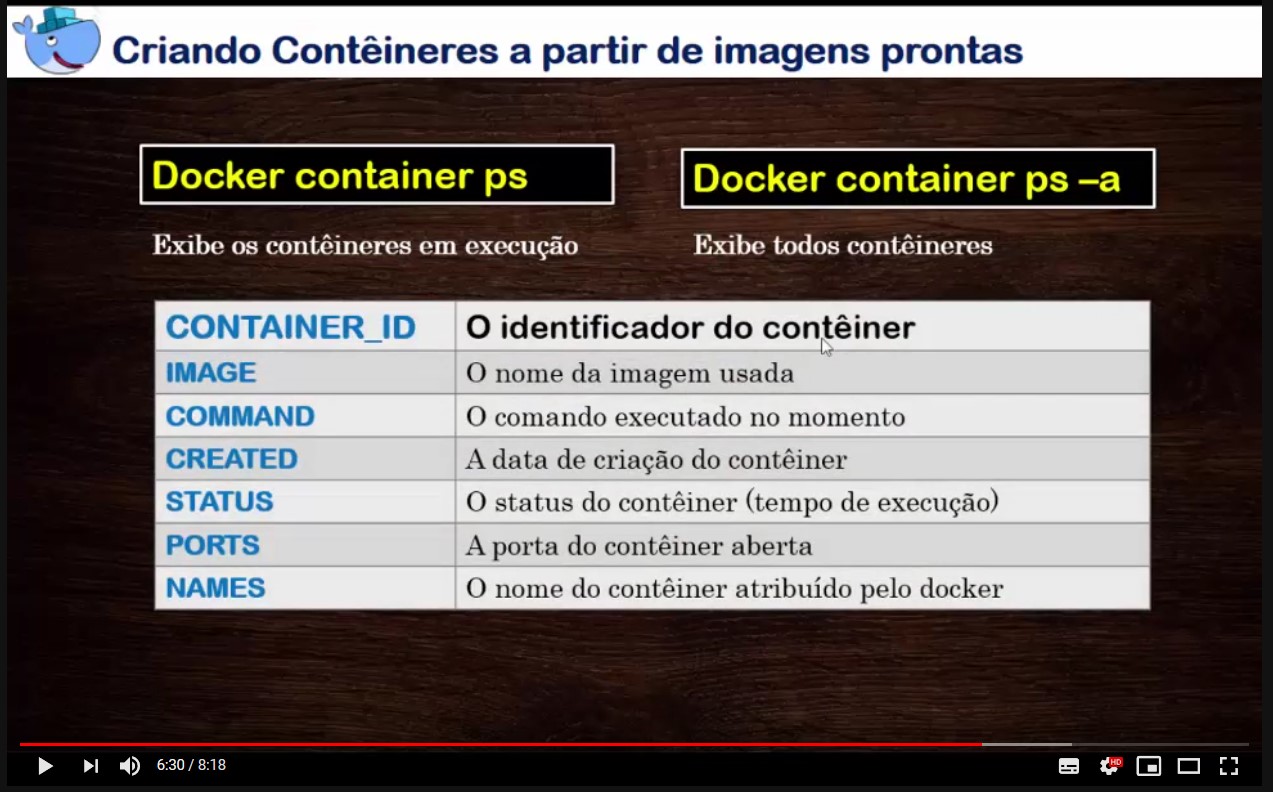 Criando Contêineres a partir de imagens prontas
Docker container ps
Docker container ps –a
Exibe os contêineres em execução
Exibe todos contêineres
CONTAINER_ID O identificador do contêiner
IMAGE O nome da imagem usada
COMMAND O comando executado no momento
CREATED A data de criação do contêiner
STATUS O status do contêiner (tempo de execução)
PORTS A porta do contêiner aberta
NAMES O nome do contêiner atribuído pelo docker
6:30 / 8:18
HD